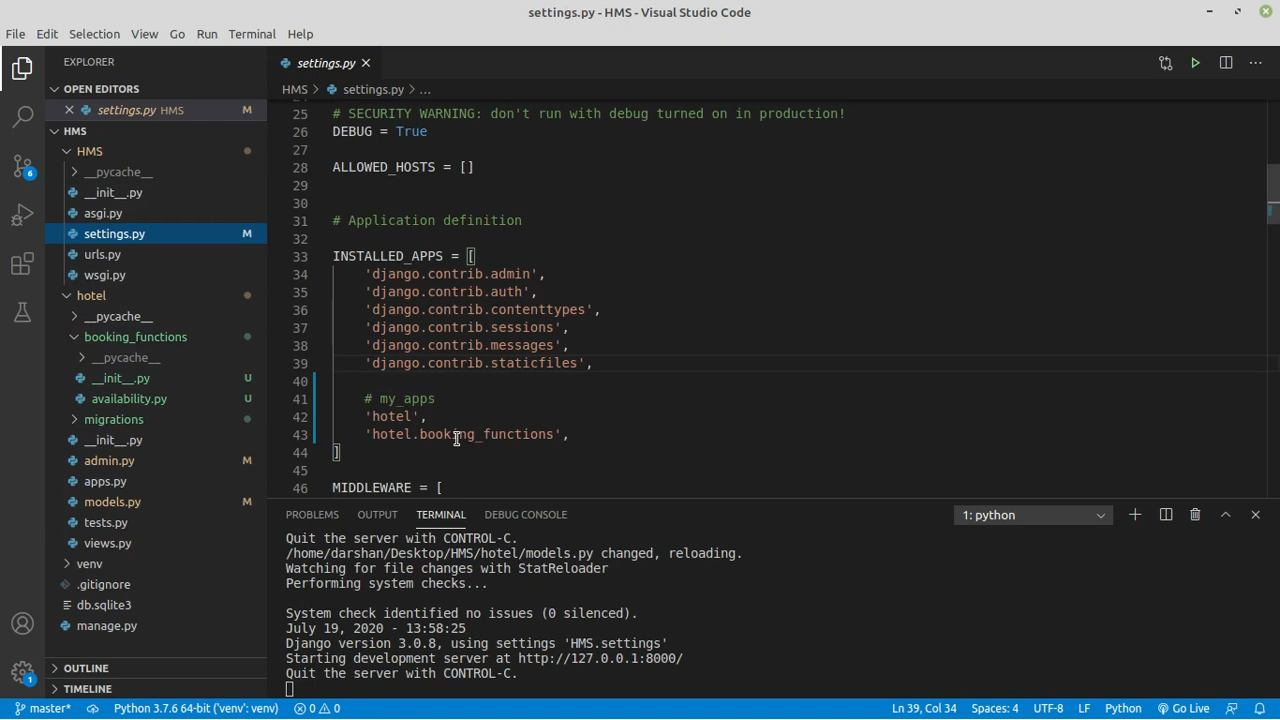 settings.py - HMS - Visual Studio Code
File Edit Selection View Go Run Terminal Help
EXPLORER
OPEN EDITORS
settings.py HMS M
HMS
HMS
__pycache__
__init__.py
asgi.py
settings.py M
urls.py
wsgi.py
hotel
__pycache__
booking_functions
__pycache__
__init__.py U
availability.py U
migrations
__init__.py
admin.py M
apps.py
models.py M
tests.py
views.py
venv
.gitignore
db.sqlite3
manage.py
OUTLINE
TIMELINE
6
1
settings.py
HMS > settings.py > ...
25 # SECURITY WARNING: don't run with debug turned on in production!
26 DEBUG = True
27
28 ALLOWED_HOSTS = []
29
30
31 # Application definition
32
33 INSTALLED_APPS = [
34 'django.contrib.admin',
35 'django.contrib.auth',
36 'django.contrib.contenttypes',
37 'django.contrib.sessions',
38 'django.contrib.messages',
39 'django.contrib.staticfiles',
40
41 # my_apps
42 'hotel',
43 'hotel.booking_functions',
44 ]
45
46 MIDDLEWARE = [
PROBLEMS OUTPUT TERMINAL DEBUG CONSOLE 1: python
Quit the server with CONTROL-C.
/home/darshan/Desktop/HMS/hotel/models.py changed, reloading.
Watching for file changes with StatReloader
Performing system checks...
System check identified no issues (0 silenced).
July 19, 2020 - 13:58:25
Django version 3.0.8, using settings 'HMS.settings'
Starting development server at http://127.0.0.1:8000/
Quit the server with CONTROL-C.
master* Python 3.7.6 64-bit ('venv': venv) 0 0 Ln 39, Col 34 Spaces: 4 UTF-8 LF Python Go Live